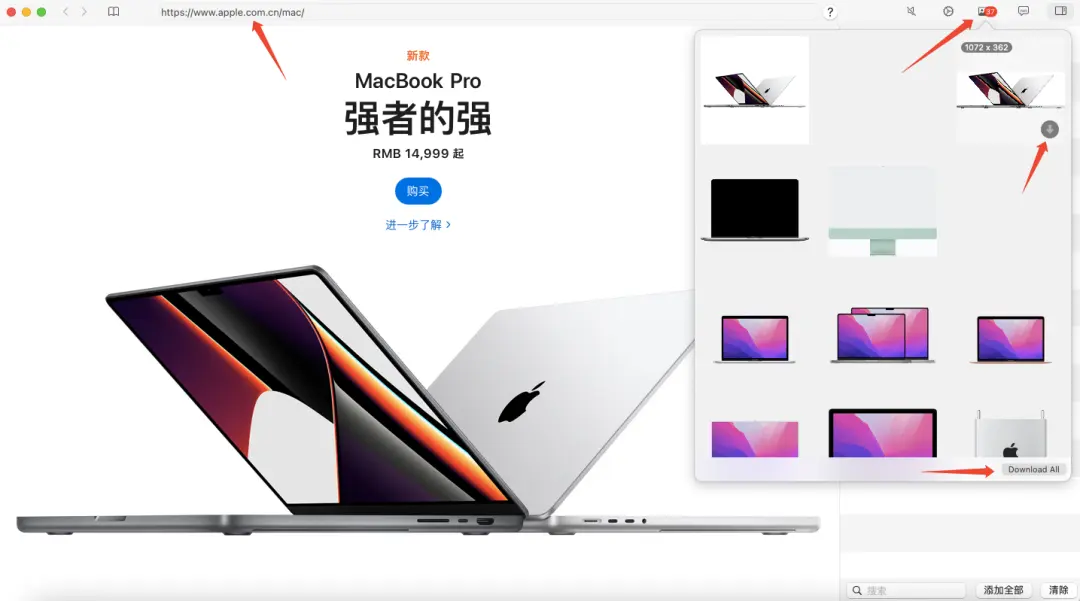 https://www.apple.com.cn/mac/
?
37
新款
MacBook Pro
强者的强
RMB 14,999 起
购买
进一步了解 >
1072 x 362
Download All
搜索
添加全部
清除